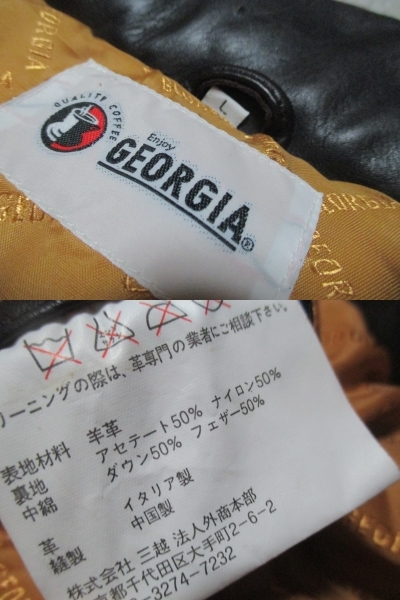 GEORGIA
QUALITY COFFEE
L
Enjoy
GEORGIA®
リーニングの際は、革専門の業者にご相談下さい。
表地材料 羊革
裏地 アセテート50% ナイロン50%
中綿 ダウン50% フェザー50%
革 イタリア製
縫製 中国製
株式会社 三越 法人外商本部
京都千代田区大手町2-6-2
-3274-7232